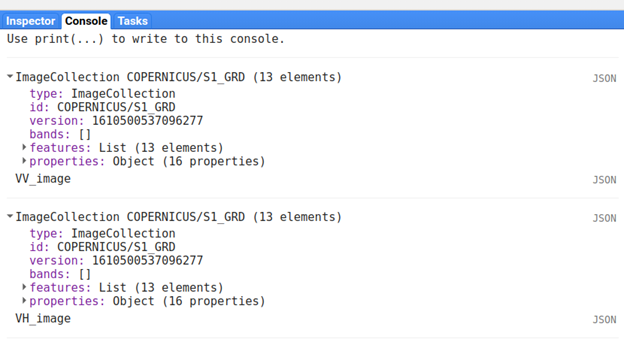 Inspector Console Tasks
Use print(...) to write to this console.
ImageCollection COPERNICUS/S1_GRD (13 elements) JSON
type: ImageCollection
id: COPERNICUS/S1_GRD
version: 1610500537096277
bands: []
features: List (13 elements)
properties: Object (16 properties)
VV_image JSON
ImageCollection COPERNICUS/S1_GRD (13 elements) JSON
type: ImageCollection
id: COPERNICUS/S1_GRD
version: 1610500537096277
bands: []
features: List (13 elements)
properties: Object (16 properties)
VH_image JSON